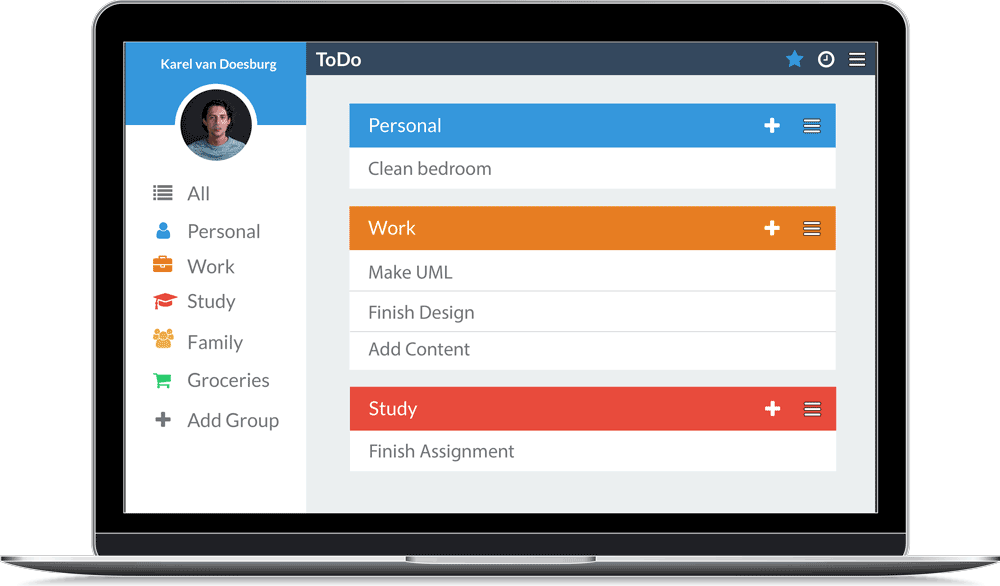 Karel van Doesburg
ToDo
All
Personal
Work
Study
Family
Groceries
Add Group
Personal
Clean bedroom
Work
Make UML
Finish Design
Add Content
Study
Finish Assignment